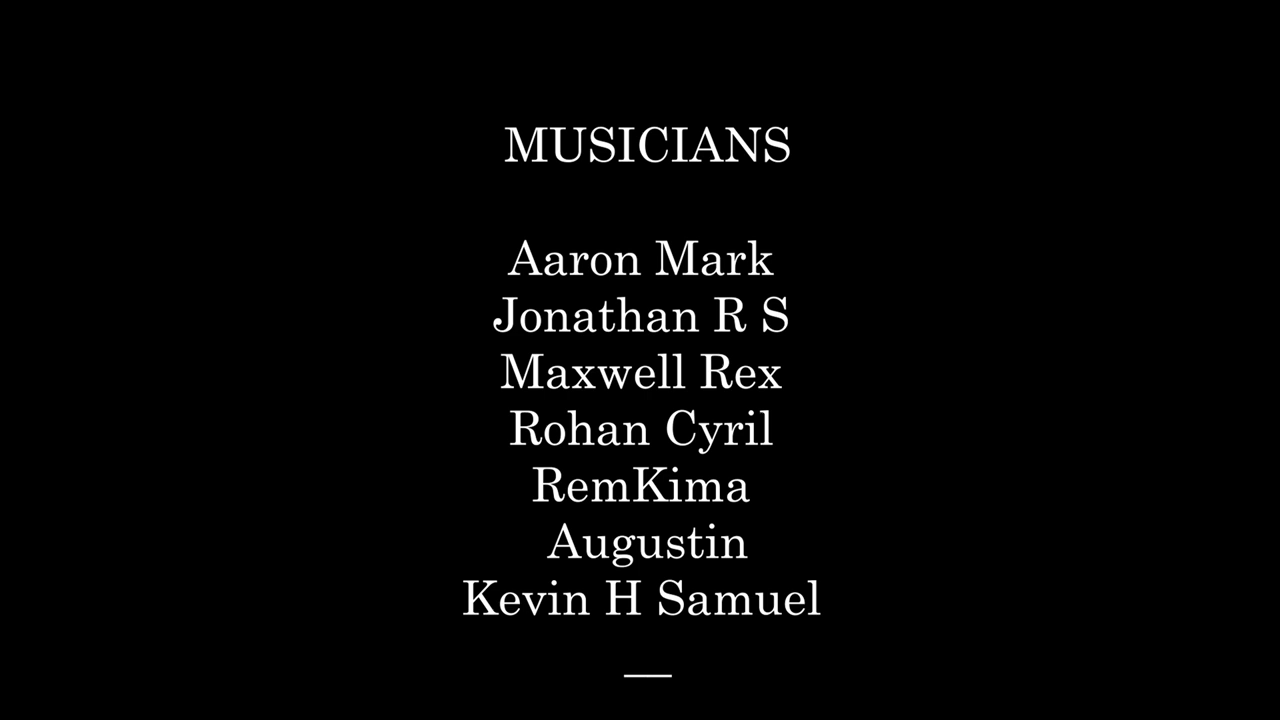 MUSICIANS
Aaron Mark
Jonathan R S
Maxwell Rex
Rohan Cyril
RemKima
Augustin
Kevin H Samuel